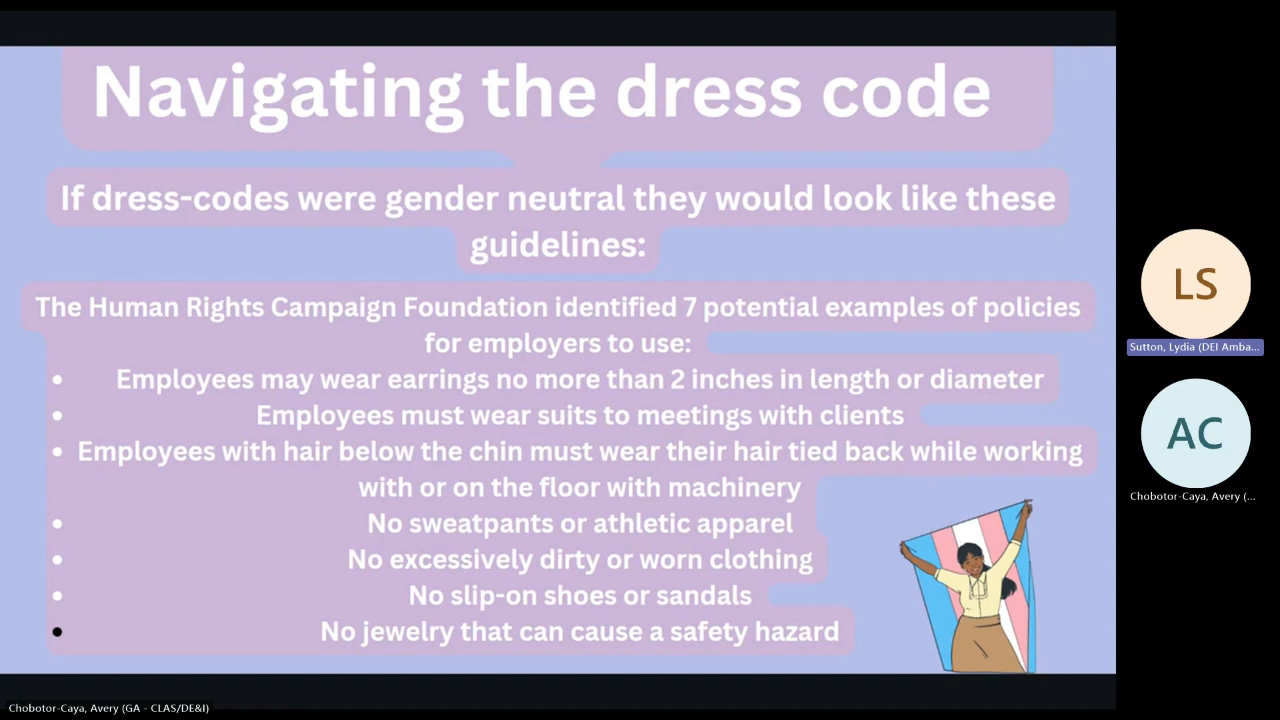 Navigating the dress code
If dress-codes were gender neutral they would look like these
guidelines:
The Human Rights Campaign Foundation identified 7 potential examples of policies
for employers to use:
• Employees may wear earrings no more than 2 inches in length or diameter
• Employees must wear suits to meetings with clients
• Employees with hair below the chin must wear their hair tied back while working
with or on the floor with machinery
• No sweatpants or athletic apparel
• No excessively dirty or worn clothing
• No slip-on shoes or sandals
• No jewelry that can cause a safety hazard
LS
Sutton, Lydia (DEI Amba...
AC
Chobotor-Caya, Avery (...
Chobotor-Caya, Avery (GA - CLAS/DE&I)